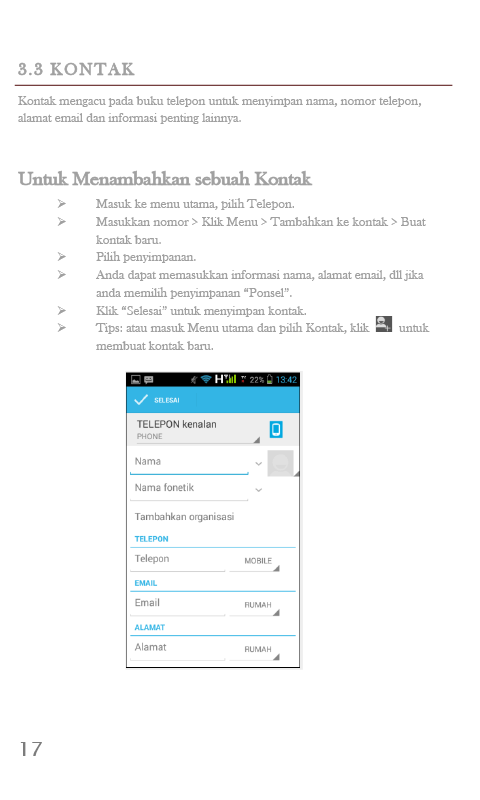 3.3 KONTAK
Kontak mengacu pada buku telepon untuk menyimpan nama, nomor telepon,
alamat email dan informasi penting lainnya.
Untuk Menambahkan sebuah Kontak
➢ Masuk ke menu utama, pilih Telepon.
➢ Masukkan nomor > Klik Menu > Tambahkan ke kontak > Buat
kontak baru.
➢ Pilih penyimpanan.
➢ Anda dapat memasukkan informasi nama, alamat email, dll jika
anda memilih penyimpanan “Ponsel”.
➢ Klik “Selesai” untuk menyimpan kontak.
➢ Tips: atau masuk Menu utama dan pilih Kontak, klik untuk
membuat kontak baru.
H 22% 13:42
SELESAI
TELEPON kenalan
PHONE
Nama
Nama fonetik
Tambahkan organisasi
TELEPON
Telepon MOBILE
EMAIL
Email RUMAH
ALAMAT
Alamat RUMAH
17